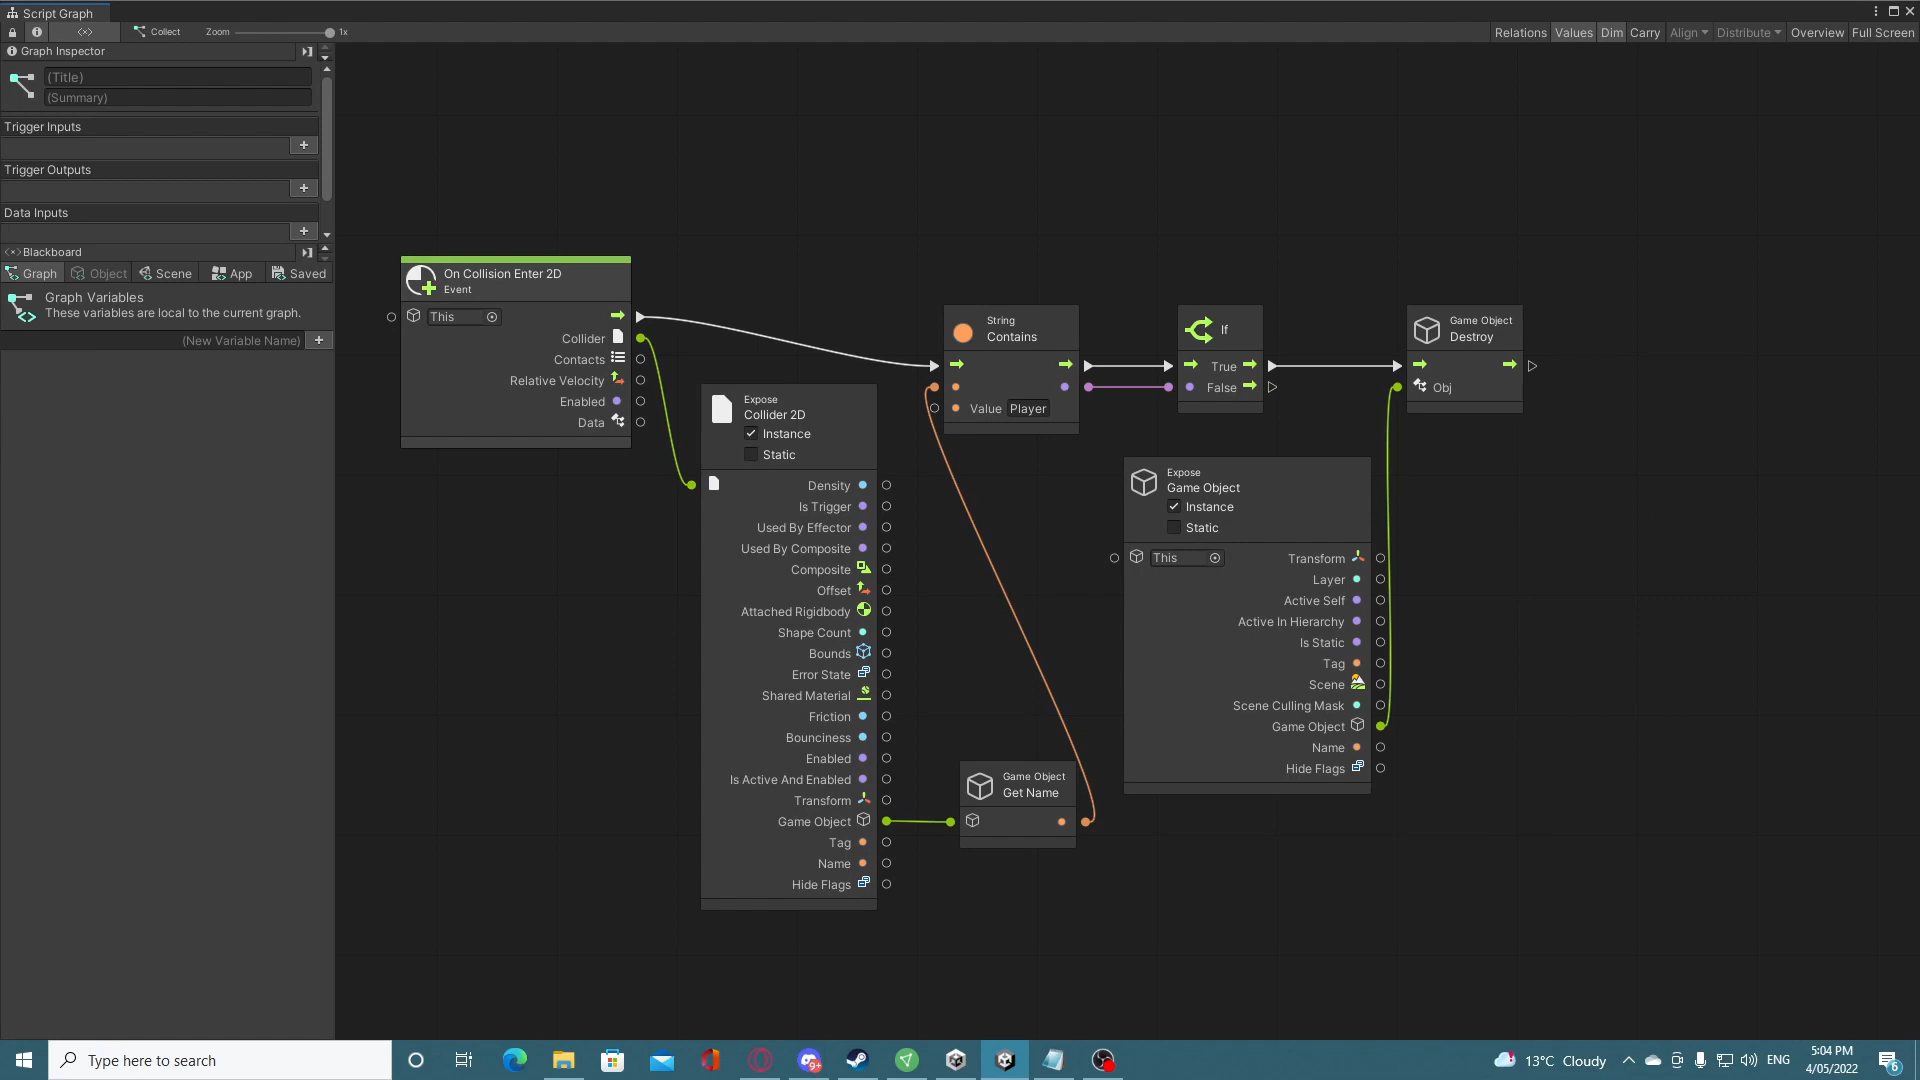 Script Graph
Collect
Zoom
1x
Relations
Values
Dim
Carry
Align
Distribute
Overview
Full Screen
Graph Inspector
(Title)
(Summary)
Trigger Inputs
+
Trigger Outputs
+
Data Inputs
+
Blackboard
Graph
Object
Scene
App
Saved
Graph Variables
These variables are local to the current graph.
(New Variable Name)
+
On Collision Enter 2D
Event
This
Collider
Contacts
Relative Velocity
Enabled
Data
Expose
Collider 2D
Instance
Static
Density
Is Trigger
Used By Effector
Used By Composite
Composite
Offset
Attached Rigidbody
Shape Count
Bounds
Error State
Shared Material
Friction
Bounciness
Enabled
Is Active And Enabled
Transform
Game Object
Tag
Name
Hide Flags
String
Contains
Value Player
If
True
False
Game Object
Destroy
Obj
Game Object
Get Name
Expose
Game Object
Instance
Static
This
Transform
Layer
Active Self
Active In Hierarchy
Is Static
Tag
Scene
Scene Culling Mask
Game Object
Name
Hide Flags
Type here to search
9+
13°C Cloudy
ENG
5:04 PM
4/05/2022
6